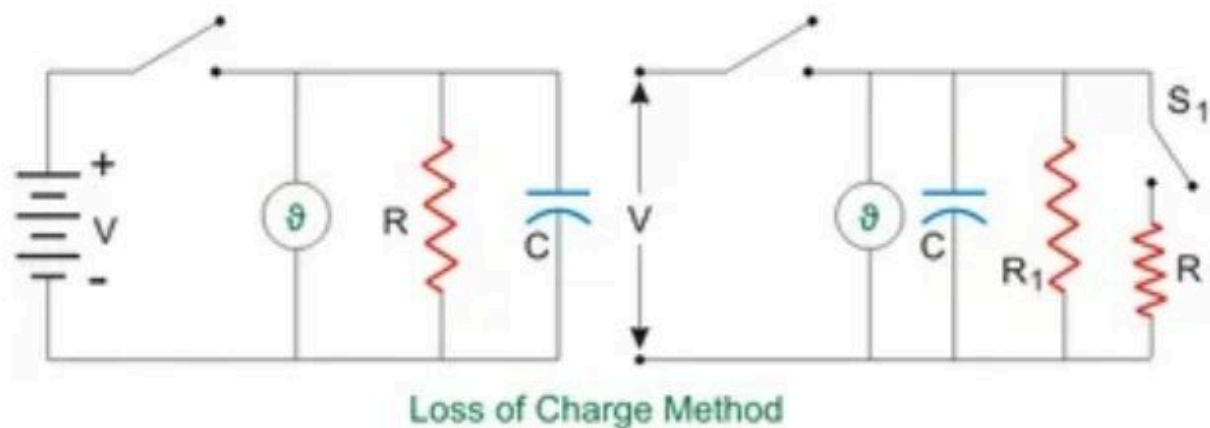 S₁
+
V
-
ϑ
R
C
V
ϑ
C
R₁
R
Loss of Charge Method